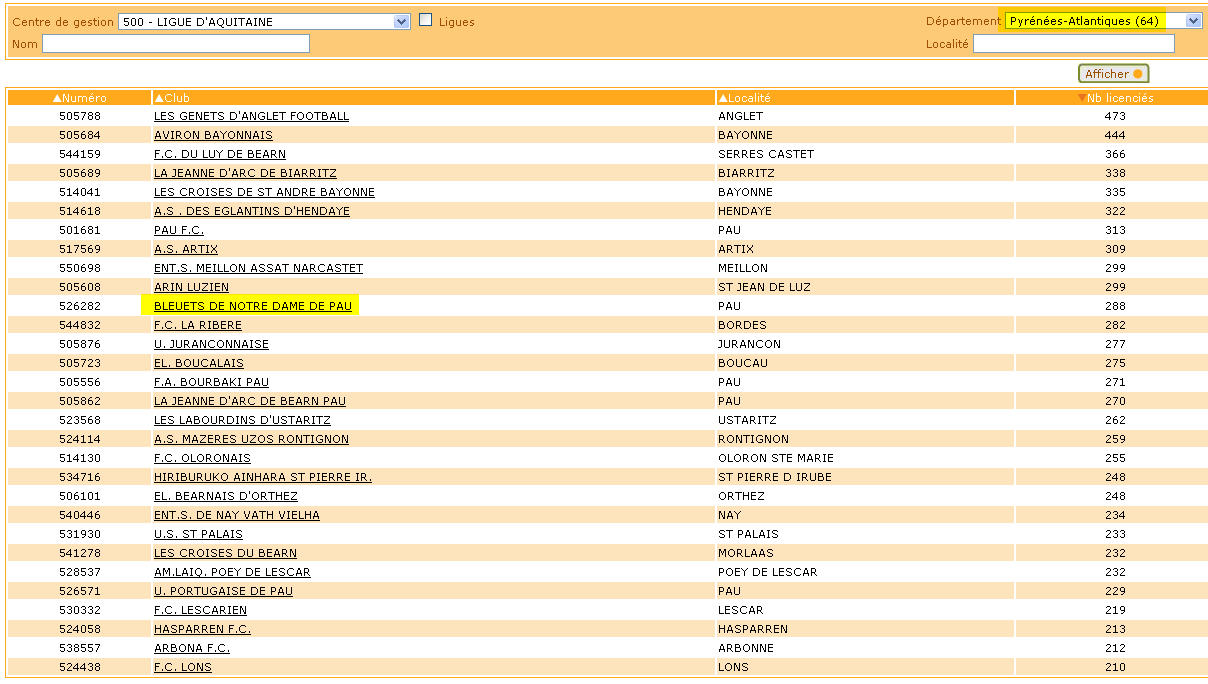 Centre de gestion 500 - LIGUE D'AQUITAINE Ligues Département Pyrénées-Atlantiques (64)
Nom Localité
Afficher
▲Numéro ▲Club ▲Localité ▼Nb licenciés
505788 LES GENETS D'ANGLET FOOTBALL ANGLET 473
505684 AVIRON BAYONNAIS BAYONNE 444
544159 F.C. DU LUY DE BEARN SERRES CASTET 366
505689 LA JEANNE D'ARC DE BIARRITZ BIARRITZ 338
514041 LES CROISES DE ST ANDRE BAYONNE BAYONNE 335
514618 A.S . DES EGLANTINS D'HENDAYE HENDAYE 322
501681 PAU F.C. PAU 313
517569 A.S. ARTIX ARTIX 309
550698 ENT.S. MEILLON ASSAT NARCASTET MEILLON 299
505608 ARIN LUZIEN ST JEAN DE LUZ 299
526282 BLEUETS DE NOTRE DAME DE PAU PAU 288
544832 F.C. LA RIBERE BORDES 282
505876 U. JURANCONNAISE JURANCON 277
505723 EL. BOUCALAIS BOUCAU 275
505556 F.A. BOURBAKI PAU PAU 271
505862 LA JEANNE D'ARC DE BEARN PAU PAU 270
523568 LES LABOURDINS D'USTARITZ USTARITZ 262
524114 A.S. MAZERES UZOS RONTIGNON RONTIGNON 259
514130 F.C. OLORONAIS OLORON STE MARIE 255
534716 HIRIBURUKO AINHARA ST PIERRE IR. ST PIERRE D IRUBE 248
506101 EL. BEARNAIS D'ORTHEZ ORTHEZ 248
540446 ENT.S. DE NAY VATH VIELHA NAY 234
531930 U.S. ST PALAIS ST PALAIS 233
541278 LES CROISES DU BEARN MORLAAS 232
528537 AM.LAIQ. POEY DE LESCAR POEY DE LESCAR 232
526571 U. PORTUGAISE DE PAU PAU 229
530332 F.C. LESCARIEN LESCAR 219
524058 HASPARREN F.C. HASPARREN 213
538557 ARBONA F.C. ARBONNE 212
524438 F.C. LONS LONS 210